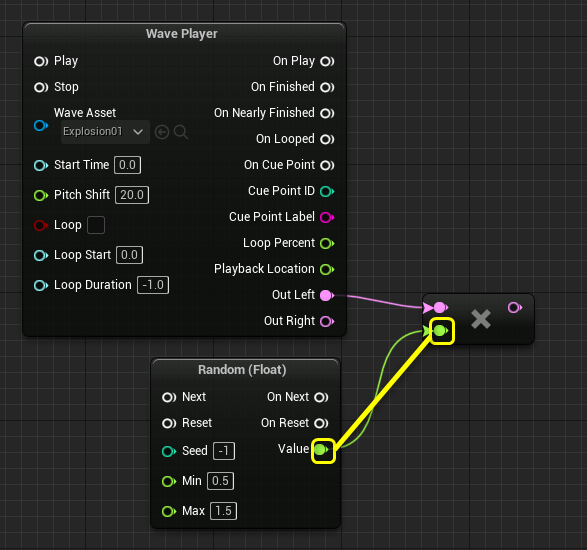 Wave Player
Play On Play
Stop On Finished
Wave Asset On Nearly Finished
Explosion01 On Looped
Start Time 0.0 On Cue Point
Pitch Shift 20.0 Cue Point ID
Loop Cue Point Label
Loop Start 0.0 Loop Percent
Loop Duration -1.0 Playback Location
Out Left
Out Right
Random (Float)
Next On Next
Reset On Reset
Seed -1 Value
Min 0.5
Max 1.5